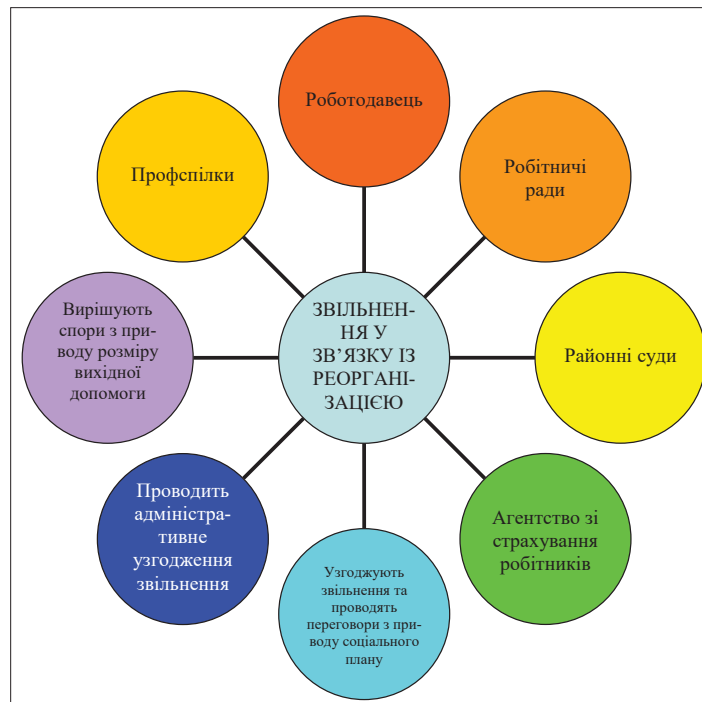 Роботодавець
Профспілки
Робітничі
ради
Вирішують
спори з при-
воду розміру
вихідної
допомоги
ЗВІЛЬНЕН-
НЯ У
ЗВ’ЯЗКУ ІЗ
РЕОРГАНІ-
ЗАЦІЄЮ
Районні суди
Проводить
адміністра-
тивне
узгодження
звільнення
Узгоджують
звільнення та
проводять
переговори з при-
воду соціального
плану
Агентство зі
страхування
робітників